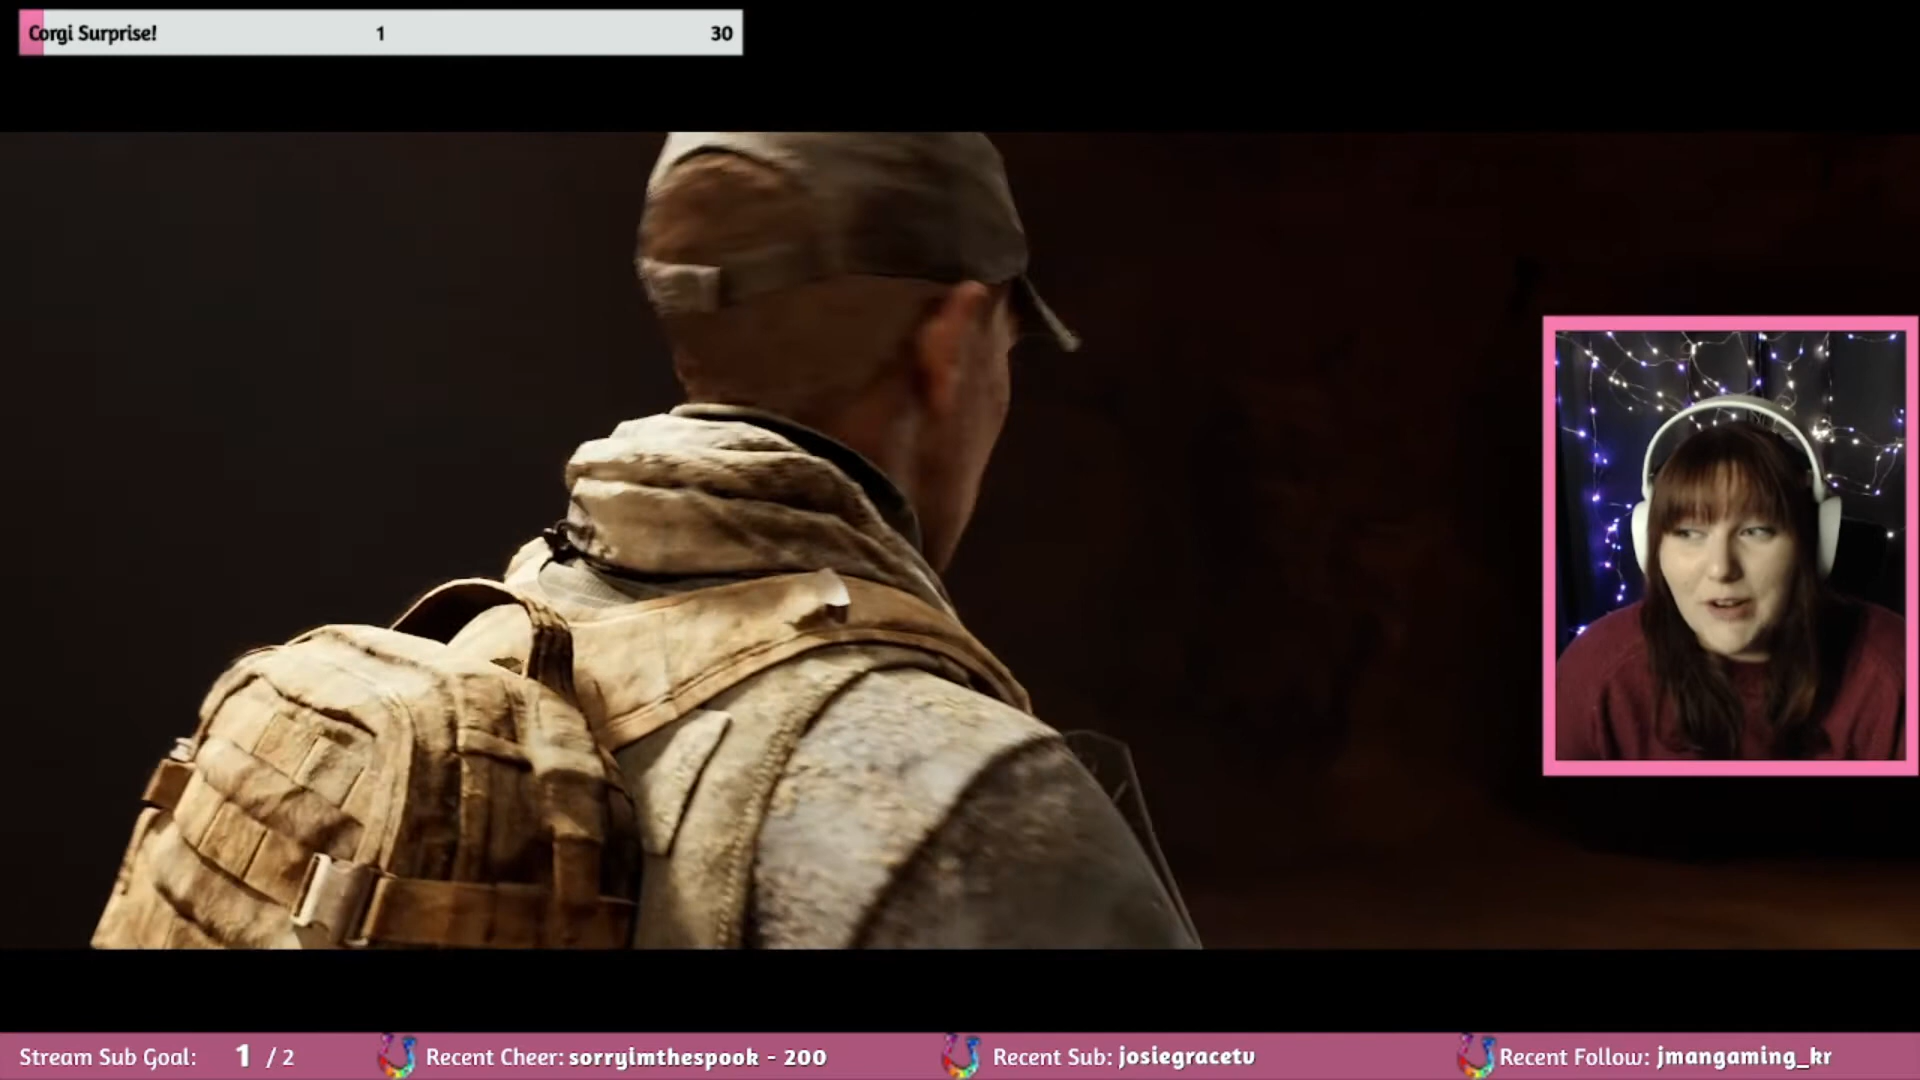 Corgi Surprise! 1 30
Stream Sub Goal: 1 / 2 Recent Cheer: sorryimthespook - 200 Recent Sub: josiegracetv Recent Follow: jmangaming_kr